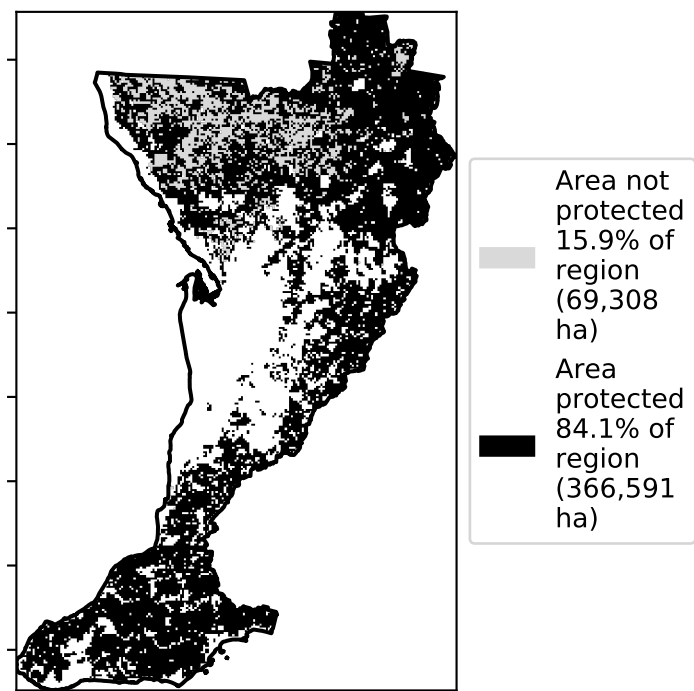 Area not
protected
15.9% of
region
(69,308
ha)
Area
protected
84.1% of
region
(366,591
ha)